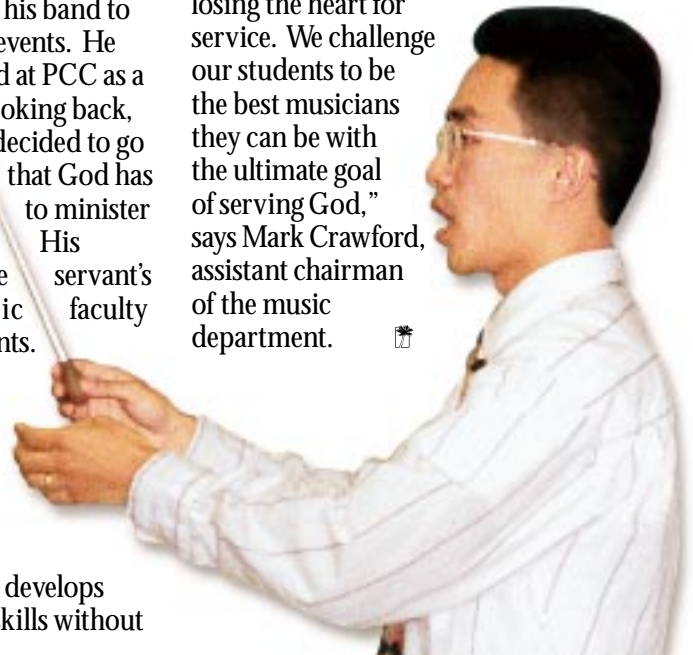 his band to
events. He
d at PCC as a
oking back,
decided to go
that God has
to minister
His
e servant's
ic faculty
nts.
develops
kills without
losing the heart for
service. We challenge
our students to be
the best musicians
they can be with
the ultimate goal
of serving God,"
says Mark Crawford,
assistant chairman
of the music
department.